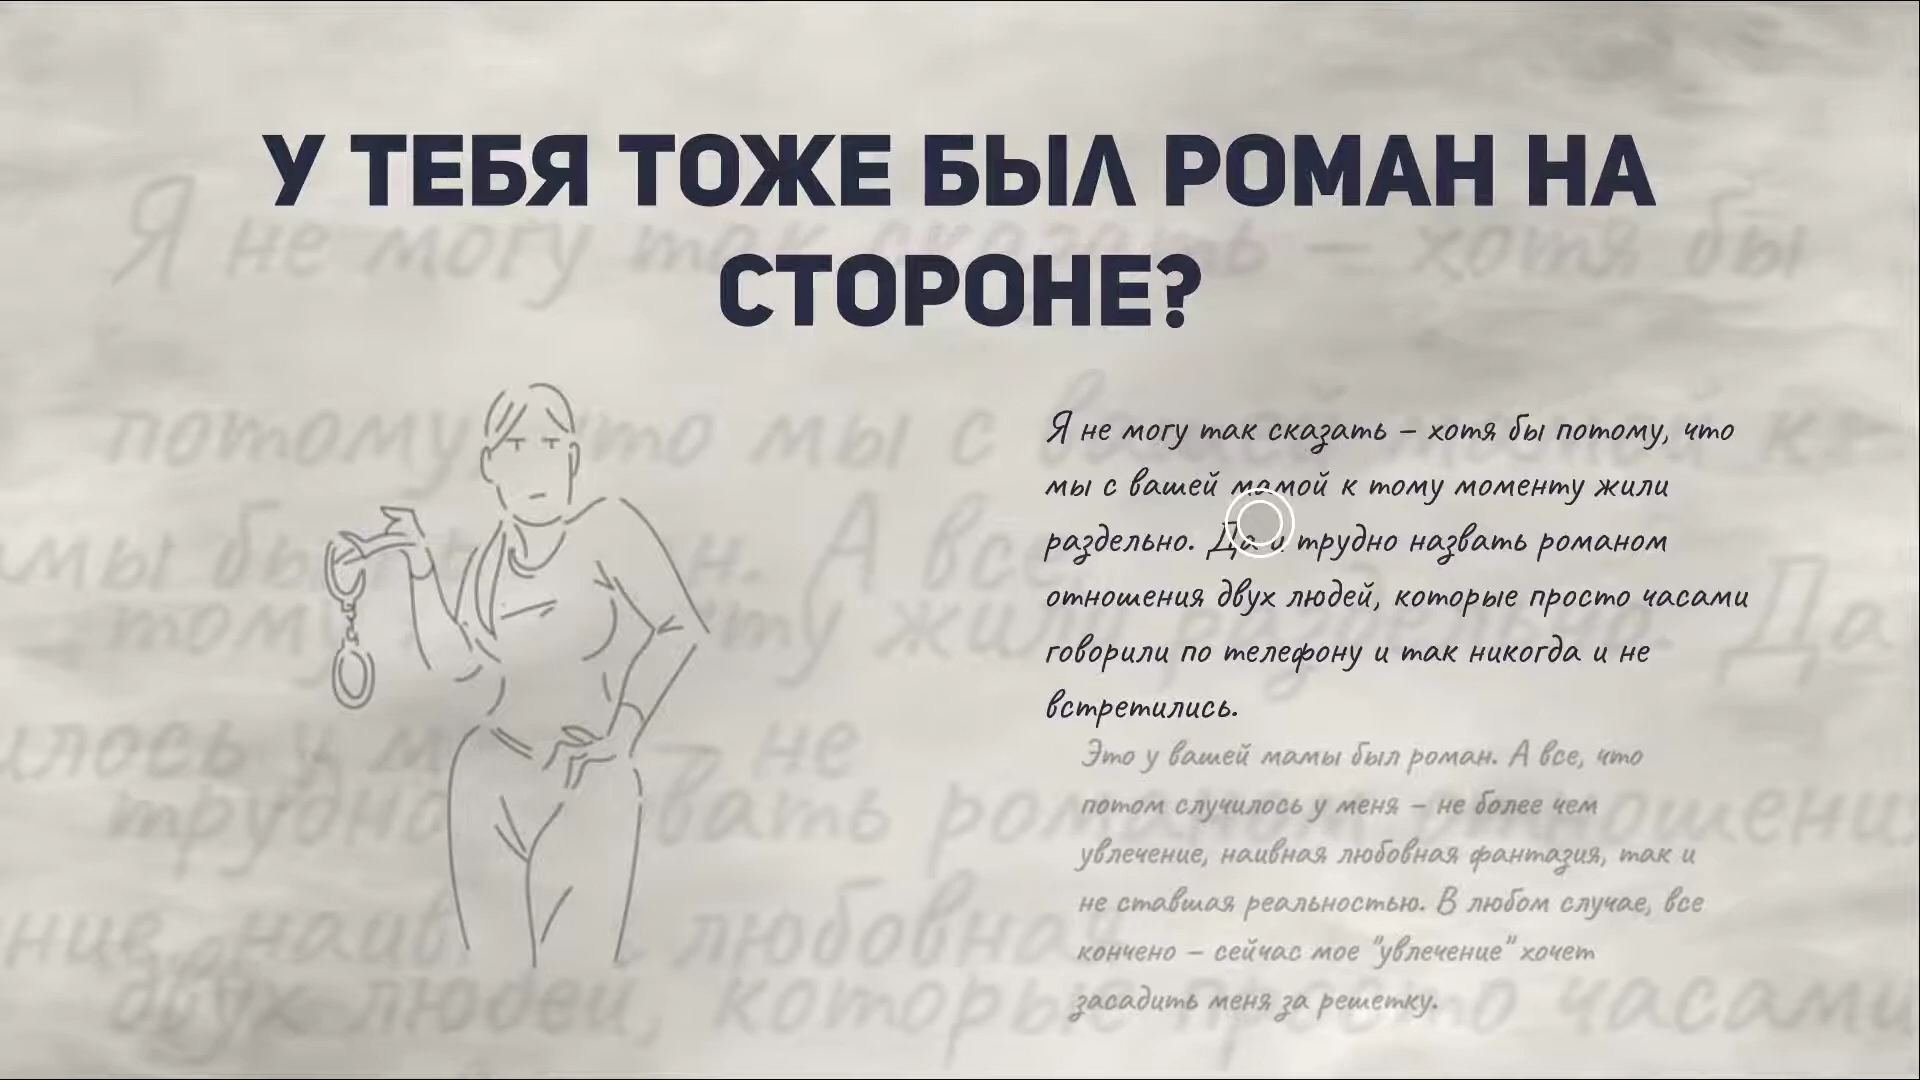 У ТЕБЯ ТОЖЕ БЫЛ РОМАН НА
СТОРОНЕ?
Я не могу так сказать – хотя бы потому, что
мы с вашей мамой к тому моменту жили
раздельно. Да и трудно назвать романом
отношения двух людей, которые просто часами
говорили по телефону и так никогда и не
встретились.
Это у вашей мамы был роман. А все, что
потом случилось у меня – не более чем
увлечение, наивная любовная фантазия, так и
не ставшая реальностью. В любом случае, все
кончено – сейчас мое "увлечение" хочет
засадить меня за решетку.